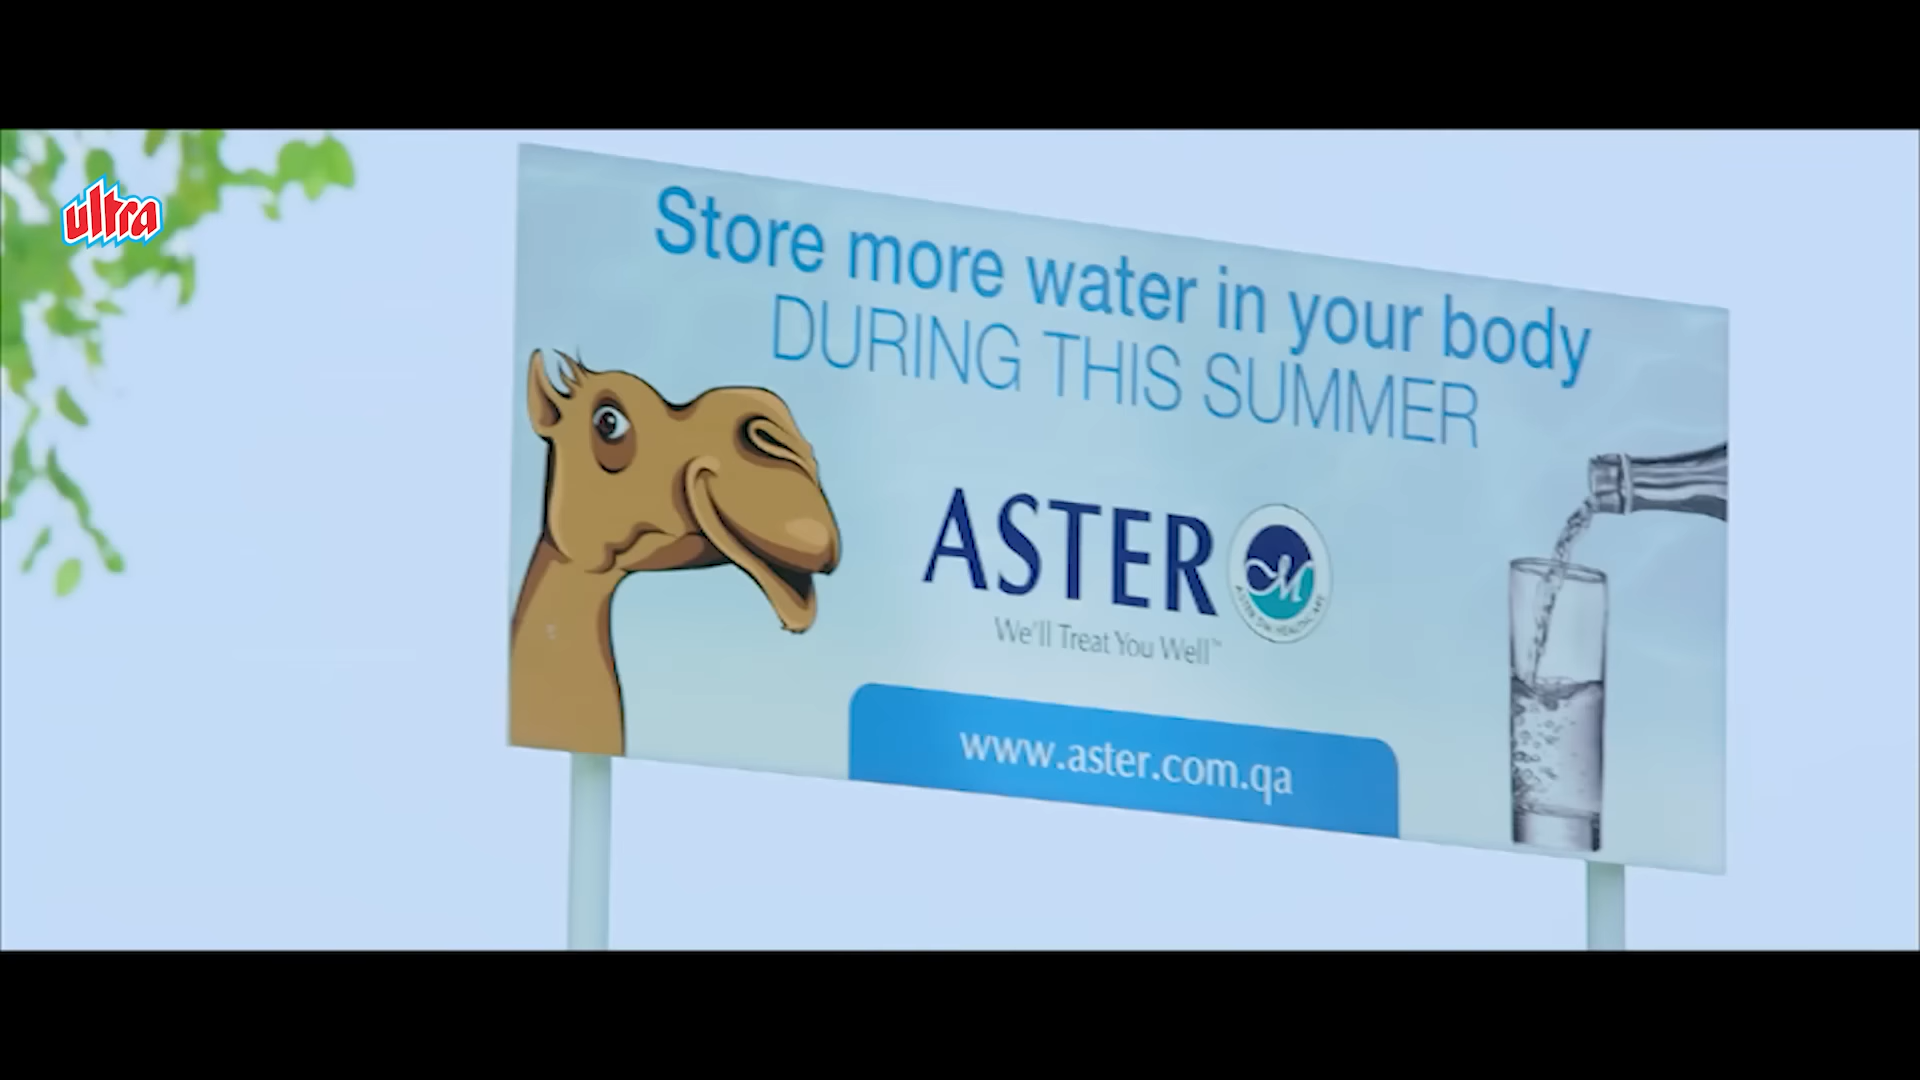 ultra
Store more water in your body
DURING THIS SUMMER
ASTER
We'll Treat You Well™
www.aster.com.qa